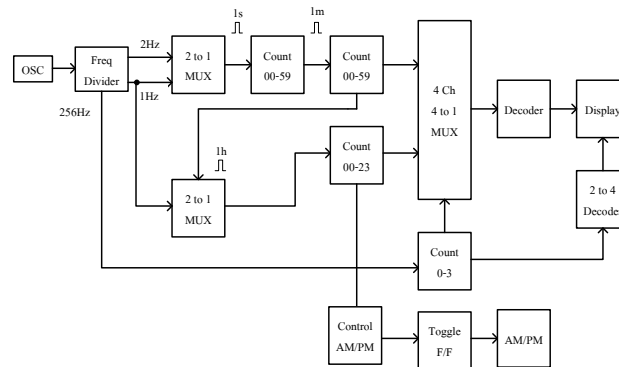 1s
1m
2Hz
OSC
Freq
Divider
1Hz
256Hz
2 to 1
MUX
Count
00-59
Count
00-59
4 Ch
4 to 1
MUX
Decoder
Display
1h
2 to 1
MUX
Count
00-23
2 to 4
Decoder
Count
0-3
Control
AM/PM
Toggle
F/F
AM/PM